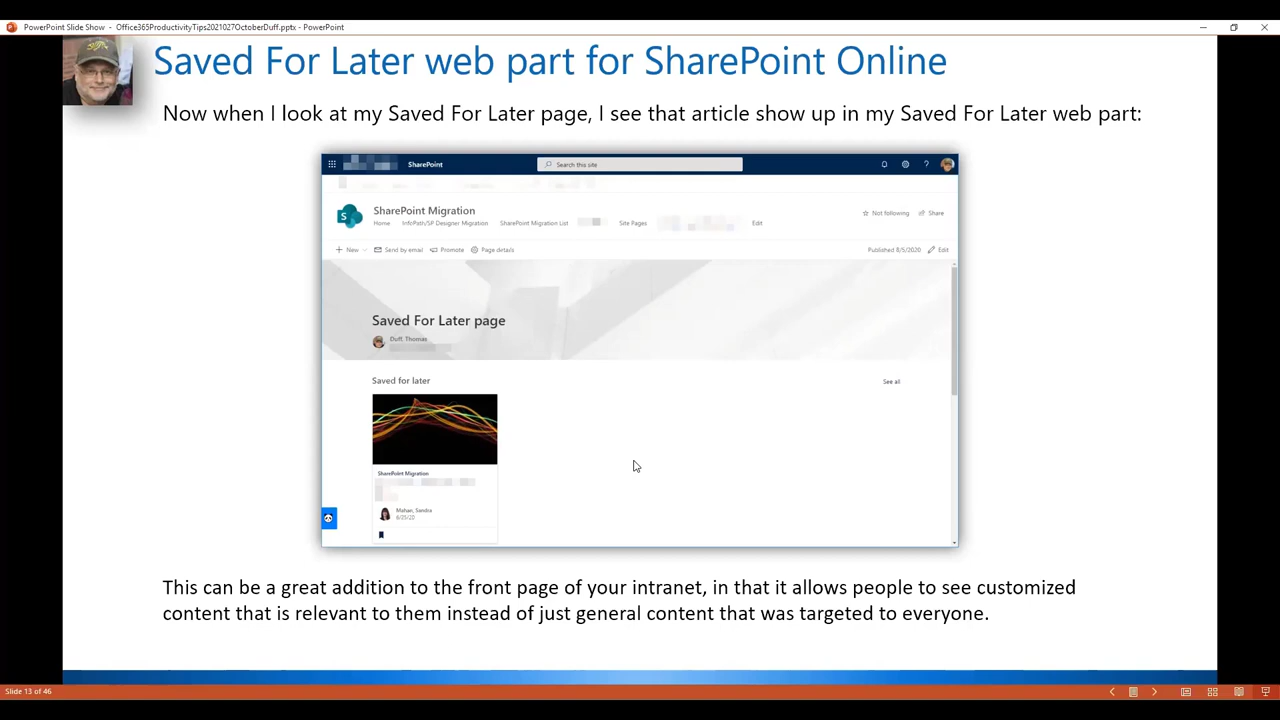 PowerPoint Slide Show - Office365ProductivityTips2021027OctoberDuff.pptx - PowerPoint
Saved For Later web part for SharePoint Online
Now when I look at my Saved For Later page, I see that article show up in my Saved For Later web part:
SharePoint
Search this site
SharePoint Migration
Not following
Share
Home
InfoPath/SP Designer Migration
SharePoint Migration List
Site Pages
Edit
New
Send by email
Promote
Page details
Published 8/5/2020
Edit
Saved For Later page
Duff, Thomas
Saved for later
See all
SharePoint Migration
Mahan, Sandra
8/25/20
This can be a great addition to the front page of your intranet, in that it allows people to see customized
content that is relevant to them instead of just general content that was targeted to everyone.
Slide 13 of 46